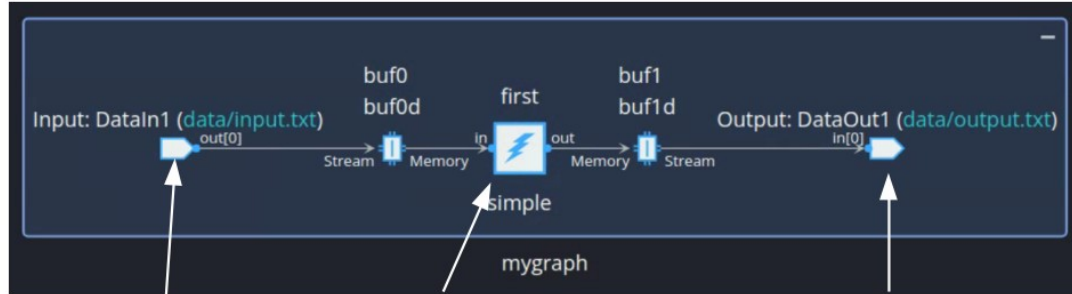 buf0
buf0d
first
buf1
buf1d
Input: DataIn1 (data/input.txt)
Output: DataOut1 (data/output.txt)
out[0]
Stream
Memory
in
out
Memory
Stream
in[0]
simple
mygraph